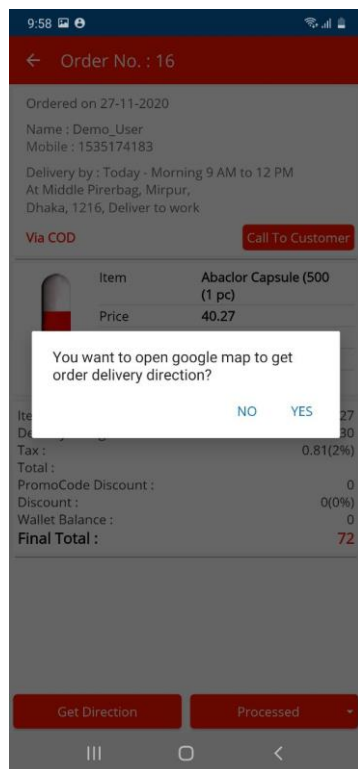 9:58
Order No. : 16
Ordered on 27-11-2020
Name : Demo_User
Mobile : 1535174183
Delivery by : Today - Morning 9 AM to 12 PM
At Middle Pirerbag, Mirpur,
Dhaka, 1216, Deliver to work
Via COD
Call To Customer
Item Abaclor Capsule (500
(1 pc)
Price 40.27
You want to open google map to get
order delivery direction?
NO YES
27
30
Tax : 0.81(2%)
Total :
PromoCode Discount : 0
Discount : 0(0%)
Wallet Balance : 0
Final Total : 72
Get Direction Processed